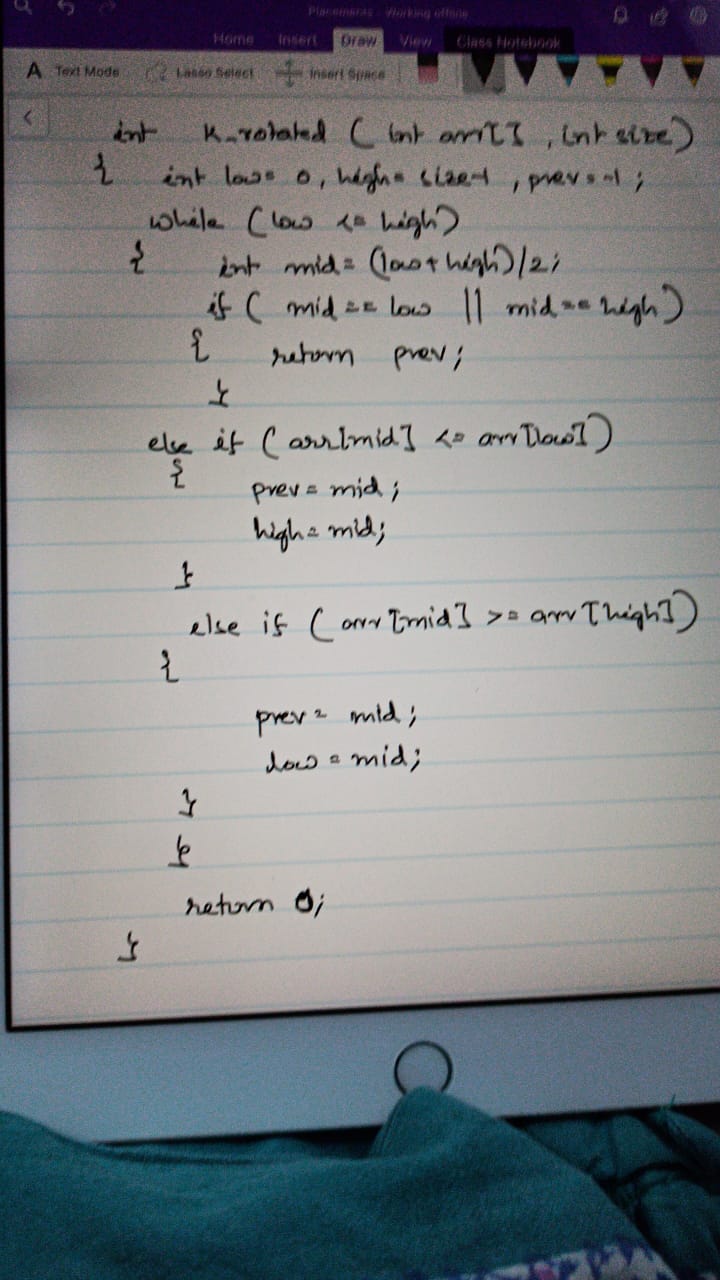 Placements - Working offline
Home Insert Draw View Class Notebook
A Text Mode Lasso Select Insert Space
int k_rotated ( int arr[] , int size)
{ int low= 0, high= size-1 , prev=-1 ;
while (low <= high)
{ int mid= (low+high)/2;
if ( mid == low || mid == high)
{ return prev;
}
else if (arr[mid] <= arr[low])
{
prev = mid ;
high = mid;
}
else if ( arr [mid] >= arr [high])
{
prev = mid ;
low = mid;
}
}
return 0;
}